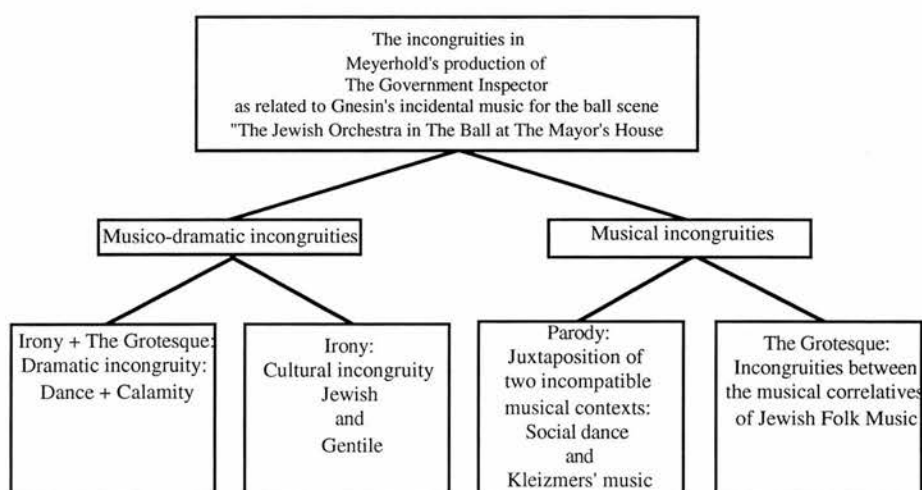 The incongruities in
Meyerhold's production of
The Government Inspector
as related to Gnesin's incidental music for the ball scene
"The Jewish Orchestra in The Ball at The Mayor's House
Musico-dramatic incongruities
Musical incongruities
Irony + The Grotesque:
Dramatic incongruity:
Dance + Calamity
Irony:
Cultural incongruity
Jewish
and
Gentile
Parody:
Juxtaposition of
two incompatible
musical contexts:
Social dance
and
Kleizmers' music
The Grotesque:
Incongruities between
the musical correlatives
of Jewish Folk Music